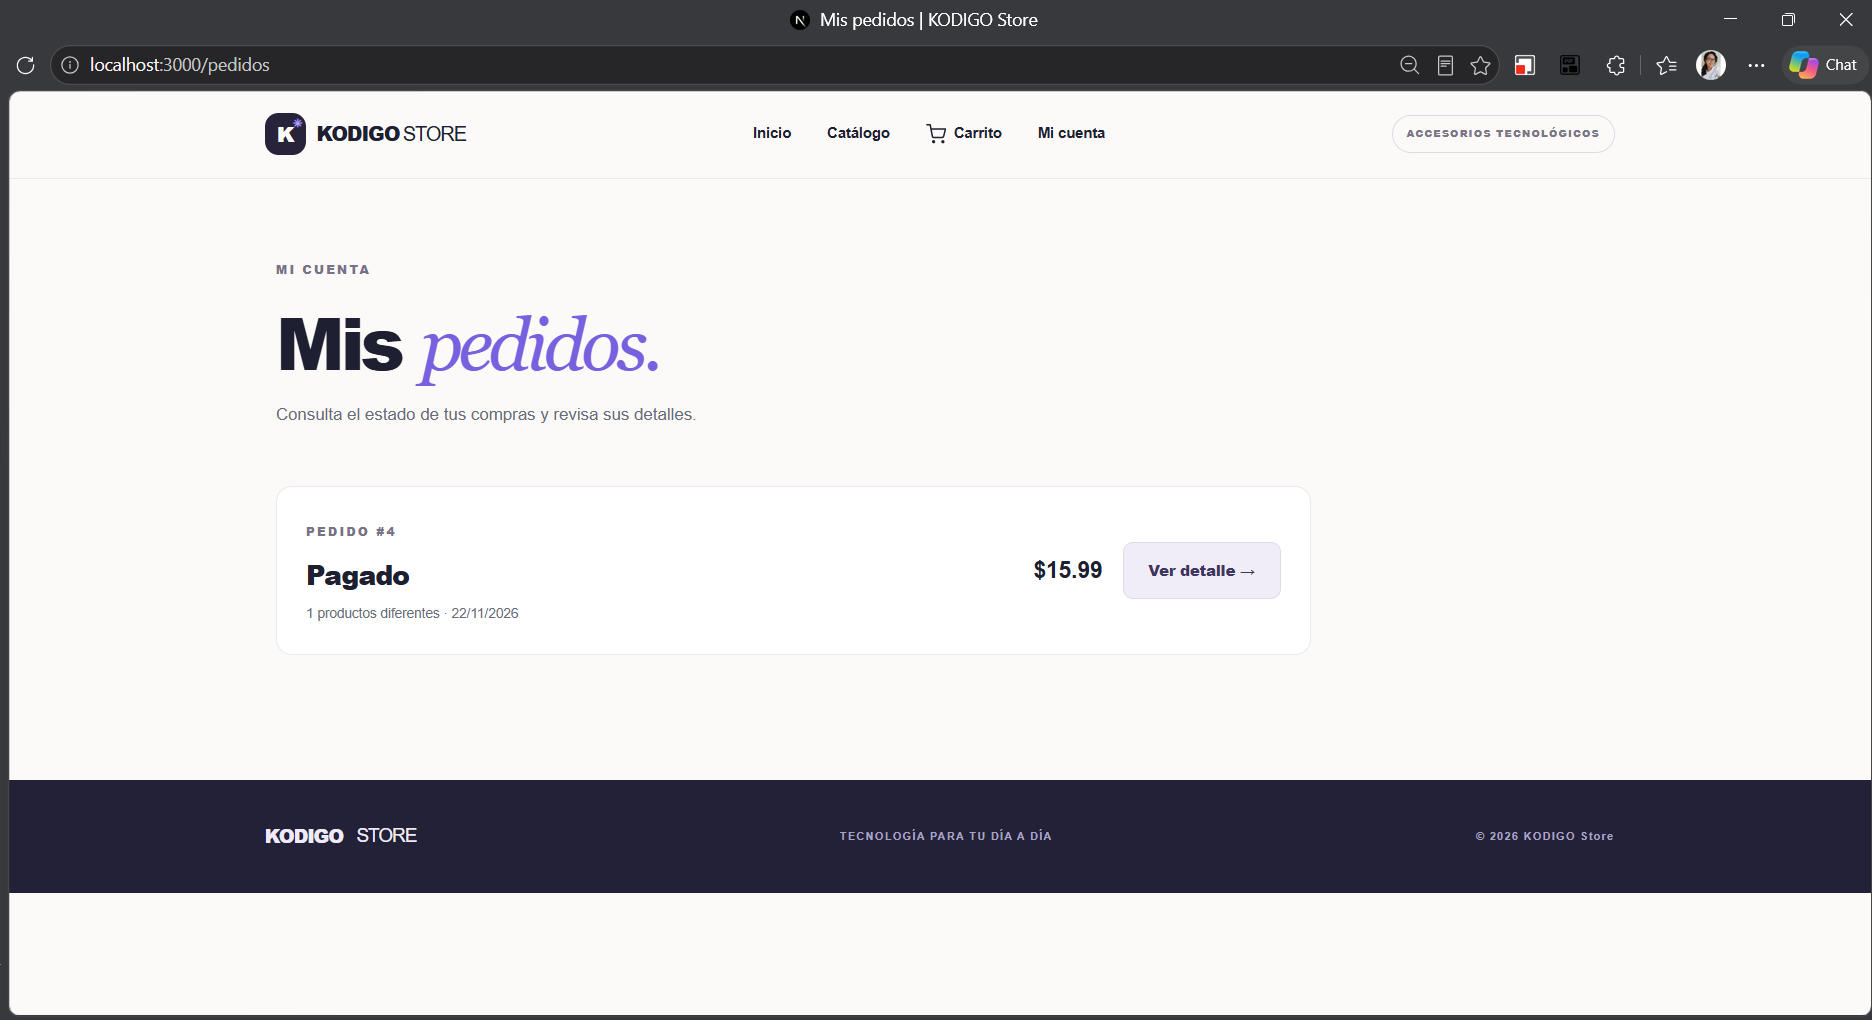 Mis pedidos | KODIGO Store
localhost:3000/pedidos
Chat
K KODIGO STORE
Inicio
Catálogo
Carrito
Mi cuenta
ACCESORIOS TECNOLÓGICOS
MI CUENTA
Mis pedidos.
Consulta el estado de tus compras y revisa sus detalles.
PEDIDO #4
Pagado
1 productos diferentes · 22/11/2026
$15.99
Ver detalle →
KODIGO STORE
TECNOLOGÍA PARA TU DÍA A DÍA
© 2026 KODIGO Store